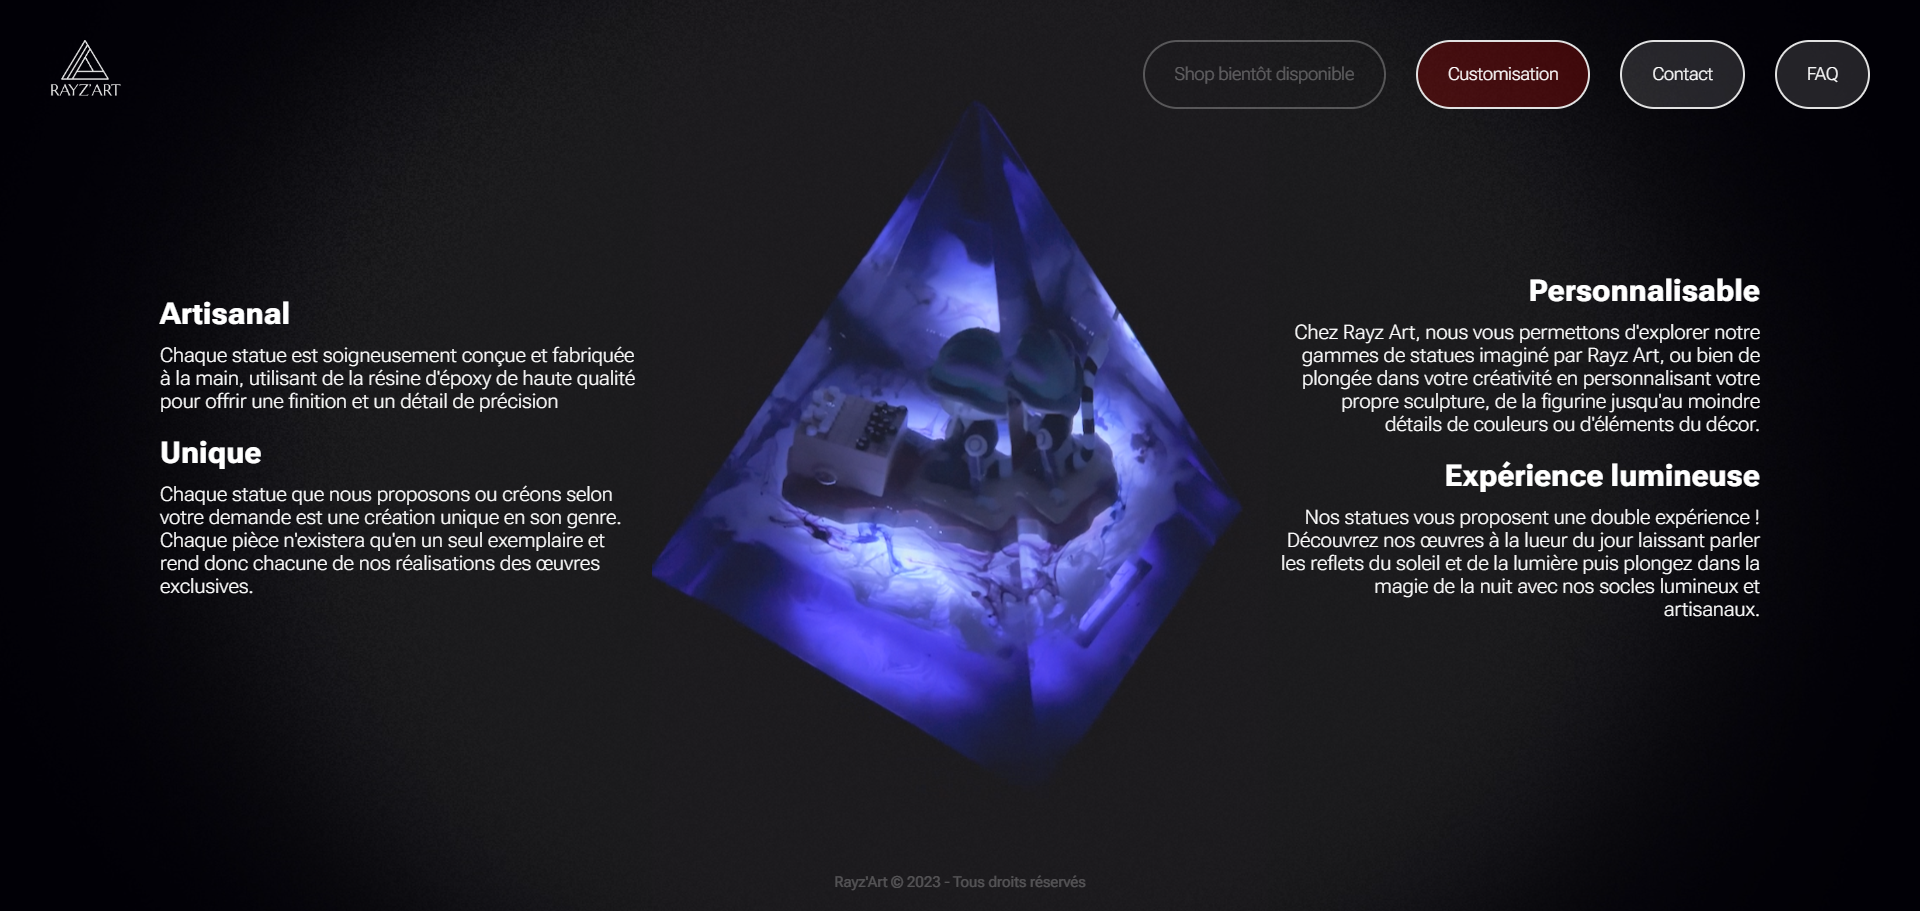 RAYZ'ART
Shop bientôt disponible
Customisation
Contact
FAQ
Artisanal
Chaque statue est soigneusement conçue et fabriquée
à la main, utilisant de la résine d'époxy de haute qualité
pour offrir une finition et un détail de précision
Unique
Chaque statue que nous proposons ou créons selon
votre demande est une création unique en son genre.
Chaque pièce n'existera qu'en un seul exemplaire et
rend donc chacune de nos réalisations des œuvres
exclusives.
Personnalisable
Chez Rayz Art, nous vous permettons d'explorer notre
gammes de statues imaginé par Rayz Art, ou bien de
plongée dans votre créativité en personnalisant votre
propre sculpture, de la figurine jusqu'au moindre
détails de couleurs ou d'éléments du décor.
Expérience lumineuse
Nos statues vous proposent une double expérience !
Découvrez nos œuvres à la lueur du jour laissant parler
les reflets du soleil et de la lumière puis plongez dans la
magie de la nuit avec nos socles lumineux et
artisanaux.
Rayz'Art © 2023 - Tous droits réservés